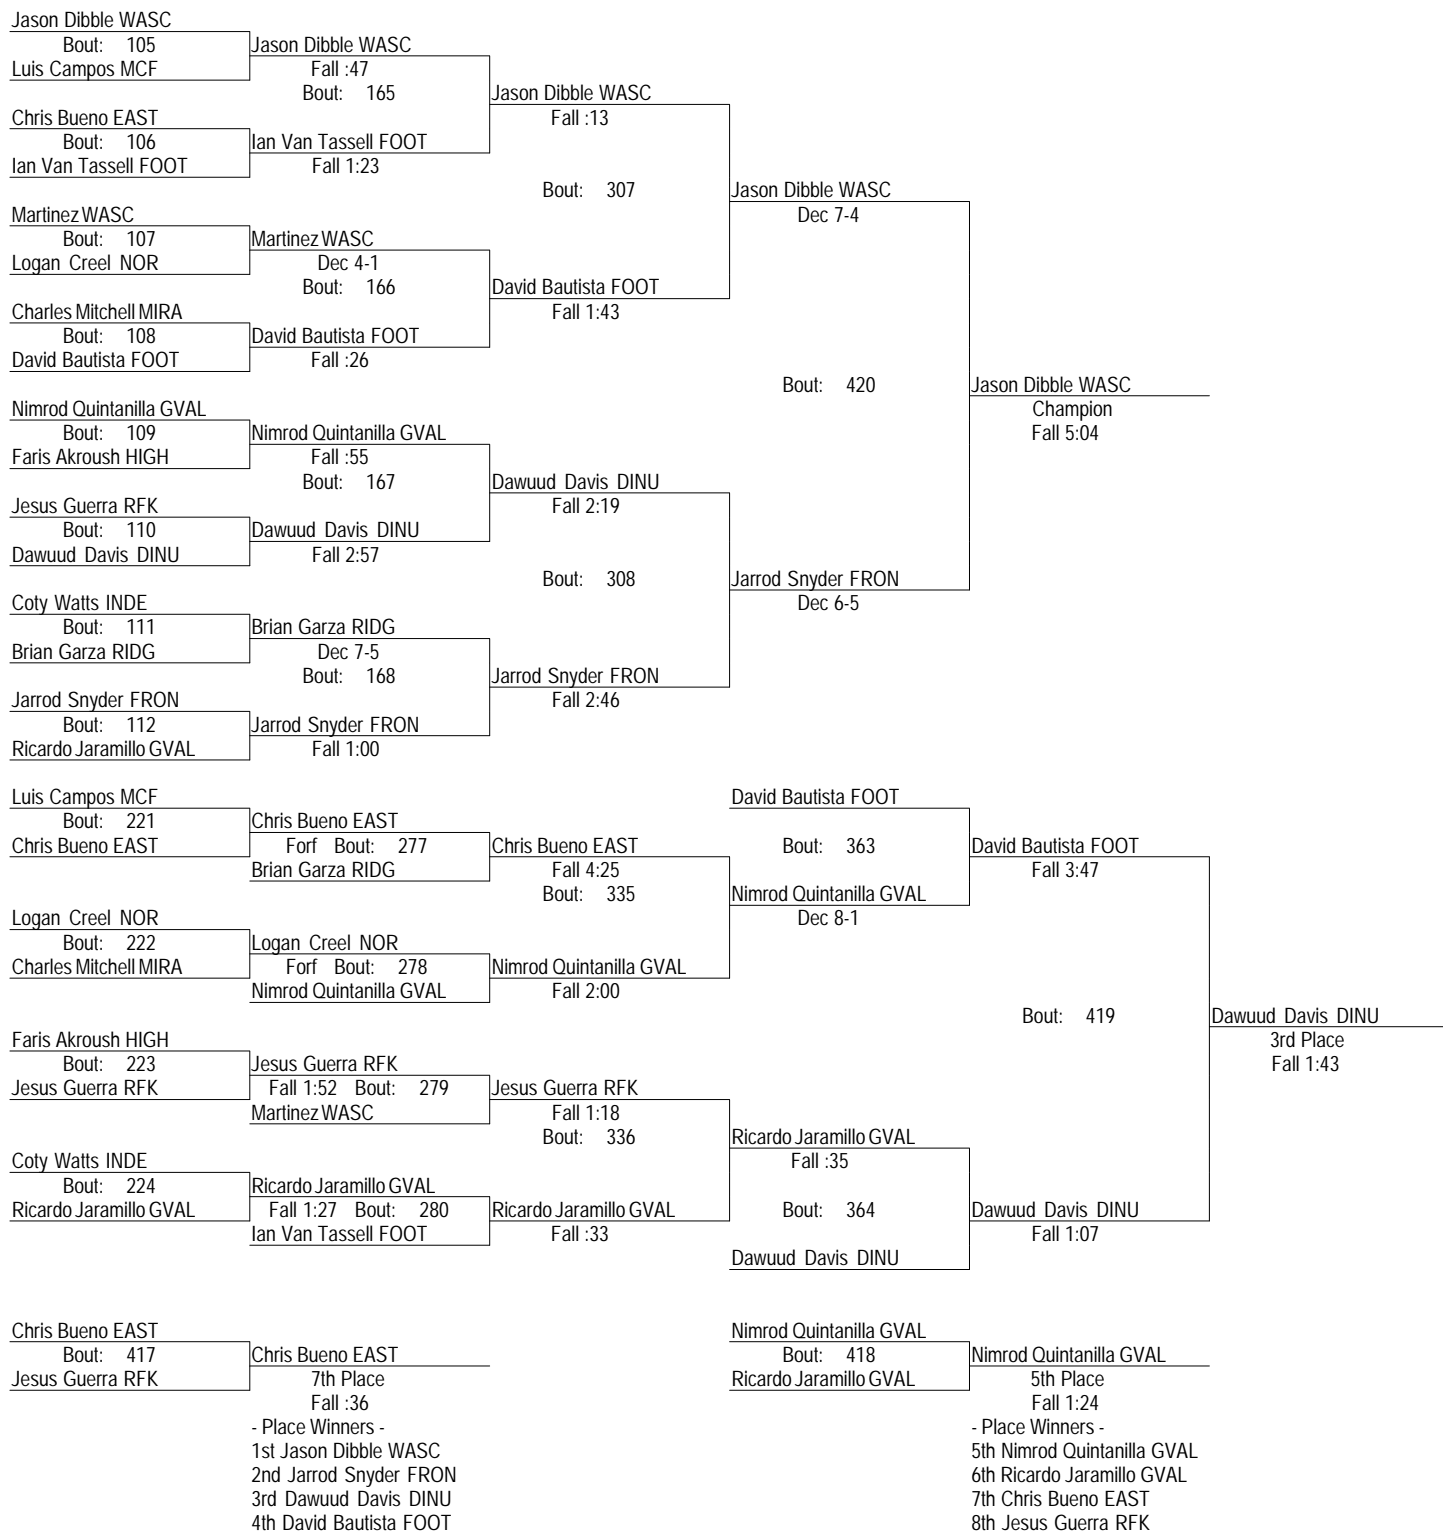 Jason Dibble WASC
Bout: 105
Luis Campos MCF
Jason Dibble WASC
Fall :47
Bout: 165
Chris Bueno EAST
Bout: 106
Ian Van Tassell FOOT
Ian Van Tassell FOOT
Fall 1:23
Jason Dibble WASC
Fall :13
Bout: 307
Martinez WASC
Bout: 107
Logan Creel NOR
Martinez WASC
Dec 4-1
Bout: 166
Charles Mitchell MIRA
Bout: 108
David Bautista FOOT
David Bautista FOOT
Fall :26
David Bautista FOOT
Fall 1:43
Jason Dibble WASC
Dec 7-4
Bout: 420
Jason Dibble WASC
Champion
Fall 5:04
Nimrod Quintanilla GVAL
Bout: 109
Faris Akroush HIGH
Nimrod Quintanilla GVAL
Fall :55
Bout: 167
Jesus Guerra RFK
Bout: 110
Dawuud Davis DINU
Dawuud Davis DINU
Fall 2:57
Dawuud Davis DINU
Fall 2:19
Bout: 308
Coty Watts INDE
Bout: 111
Brian Garza RIDG
Brian Garza RIDG
Dec 7-5
Bout: 168
Jarrod Snyder FRON
Bout: 112
Ricardo Jaramillo GVAL
Jarrod Snyder FRON
Fall 1:00
Jarrod Snyder FRON
Fall 2:46
Jarrod Snyder FRON
Dec 6-5
Luis Campos MCF
Bout: 221
Chris Bueno EAST
Chris Bueno EAST
Forf Bout: 277
Brian Garza RIDG
Chris Bueno EAST
Fall 4:25
Bout: 335
Logan Creel NOR
Bout: 222
Charles Mitchell MIRA
Logan Creel NOR
Forf Bout: 278
Nimrod Quintanilla GVAL
Nimrod Quintanilla GVAL
Fall 2:00
David Bautista FOOT
Bout: 363
Nimrod Quintanilla GVAL
Dec 8-1
David Bautista FOOT
Fall 3:47
Bout: 419
Dawuud Davis DINU
3rd Place
Fall 1:43
Faris Akroush HIGH
Bout: 223
Jesus Guerra RFK
Jesus Guerra RFK
Fall 1:52 Bout: 279
Martinez WASC
Jesus Guerra RFK
Fall 1:18
Bout: 336
Coty Watts INDE
Bout: 224
Ricardo Jaramillo GVAL
Ricardo Jaramillo GVAL
Fall 1:27 Bout: 280
Ian Van Tassell FOOT
Ricardo Jaramillo GVAL
Fall :33
Ricardo Jaramillo GVAL
Fall :35
Bout: 364
Dawuud Davis DINU
Dawuud Davis DINU
Fall 1:07
Chris Bueno EAST
Bout: 417
Jesus Guerra RFK
Chris Bueno EAST
7th Place
Fall :36
- Place Winners -
1st Jason Dibble WASC
2nd Jarrod Snyder FRON
3rd Dawuud Davis DINU
4th David Bautista FOOT
Nimrod Quintanilla GVAL
Bout: 418
Ricardo Jaramillo GVAL
Nimrod Quintanilla GVAL
5th Place
Fall 1:24
- Place Winners -
5th Nimrod Quintanilla GVAL
6th Ricardo Jaramillo GVAL
7th Chris Bueno EAST
8th Jesus Guerra RFK